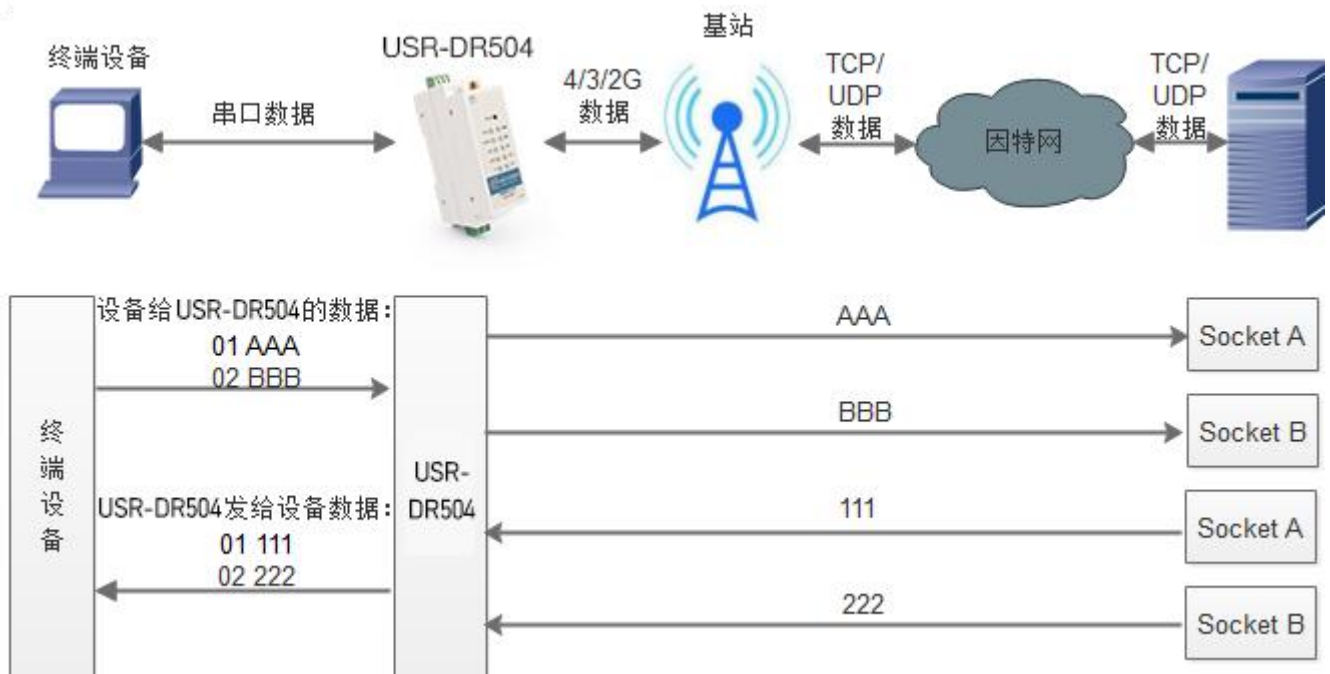 终端设备
串口数据
USR-DR504
4/3/2G
数据
基站
TCP/
UDP
数据
因特网
TCP/
UDP
数据
设备给USR-DR504的数据：
01 AAA
02 BBB
终
端
设
备
USR-DR504发给设备数据：
01 111
02 222
USR-
DR504
AAA
Socket A
BBB
Socket B
111
Socket A
222
Socket B